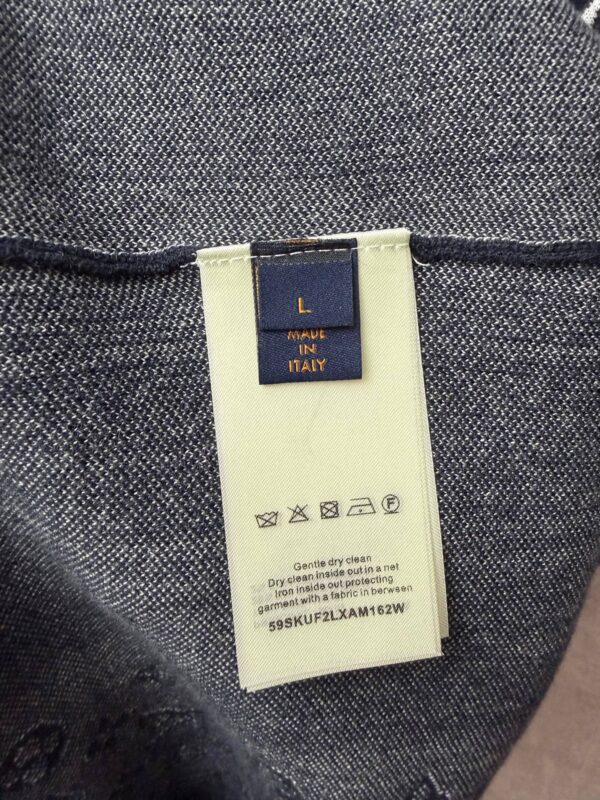 L
MADE
IN
ITALY
F
Gentle dry clean
Dry clean inside out in a net
Iron inside out protecting
garment with a fabric in berwsen
59SKUF2LXAM162W